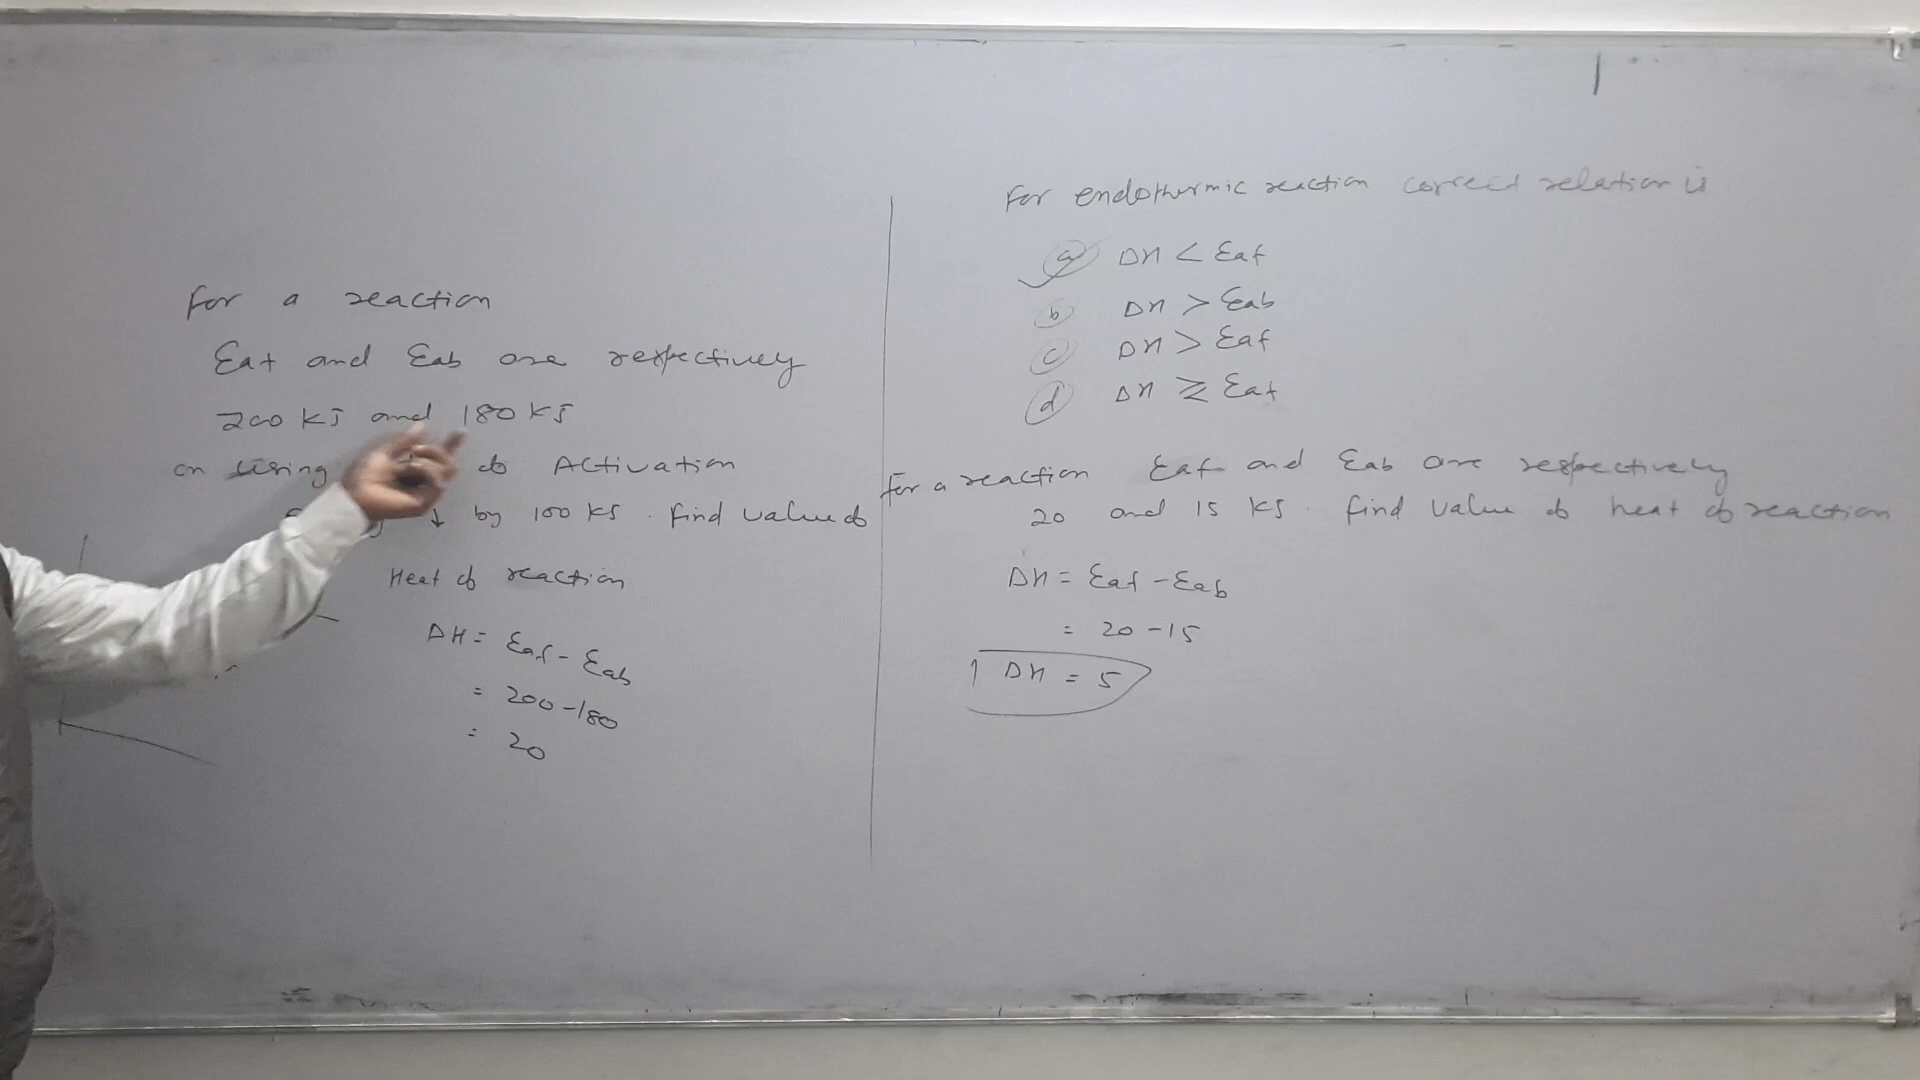 For a reaction
Eaf and Eab are respectively
200 KJ and 180 KJ
on using of Activation
↓ by 100 KJ . Find value of
Heat of reaction
ΔH = Eaf - Eab
= 200 - 180
= 20
For endothermic reaction correct relation is
(a) ΔH < Eaf
(b) ΔH > Eab
(c) ΔH > Eaf
(d) ΔH ≥ Eaf
For a reaction Eaf and Eab are respectively
20 and 15 KJ . find value of heat of reaction
ΔH = Eaf - Eab
= 20 - 15
ΔH = 5